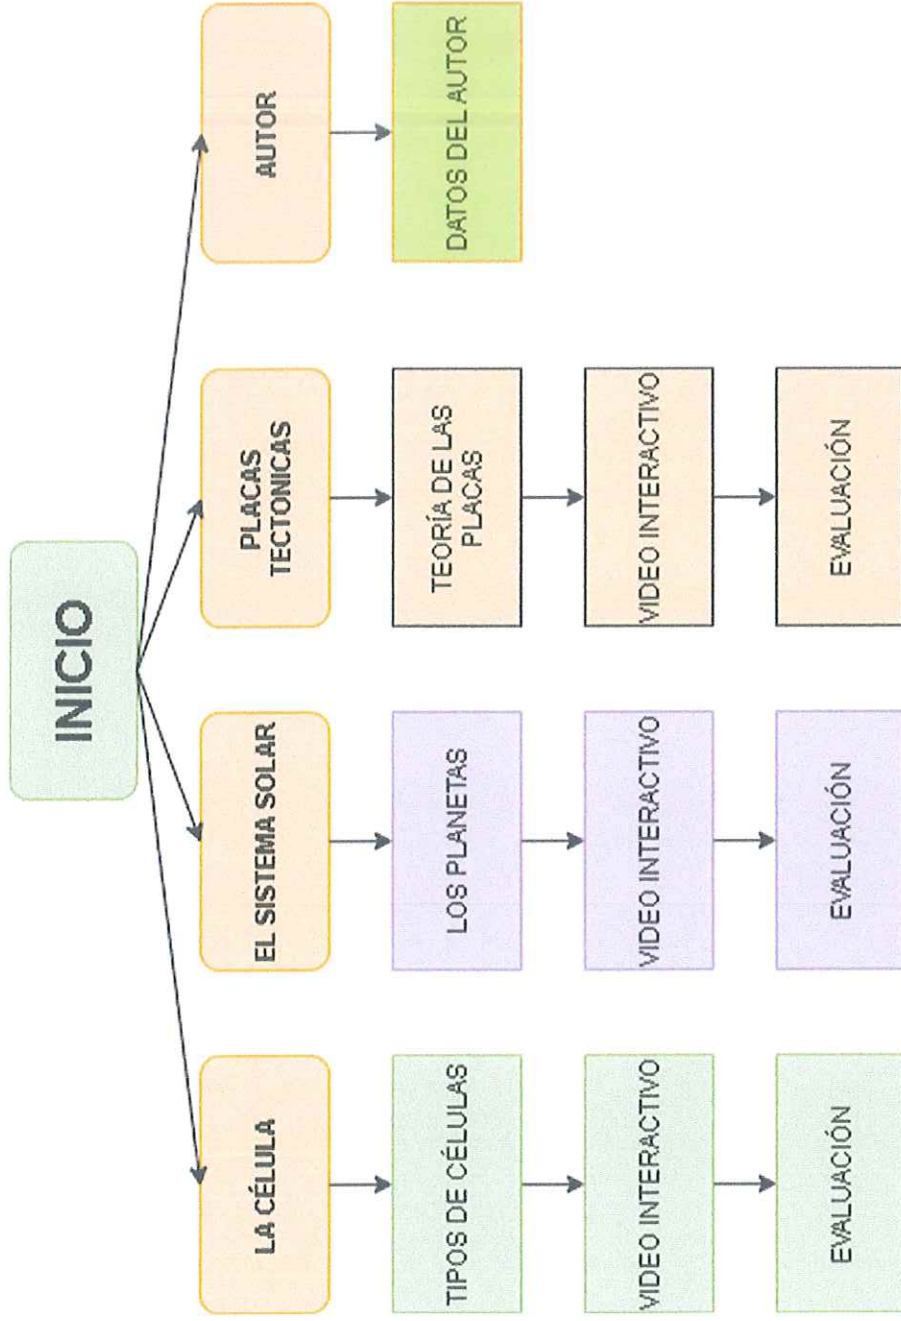 INICIO
LA CÉLULA
EL SISTEMA SOLAR
PLACAS
TECTONICAS
AUTOR
TIPOS DE CÉLULAS
LOS PLANETAS
TEORÍA DE LAS
PLACAS
DATOS DEL AUTOR
VIDEO INTERACTIVO
VIDEO INTERACTIVO
VIDEO INTERACTIVO
EVALUACIÓN
EVALUACIÓN
EVALUACIÓN